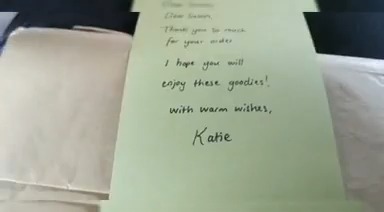 Thank you so much
for your order
I hope you will
enjoy these goodies!
with warm wishes,
Katie